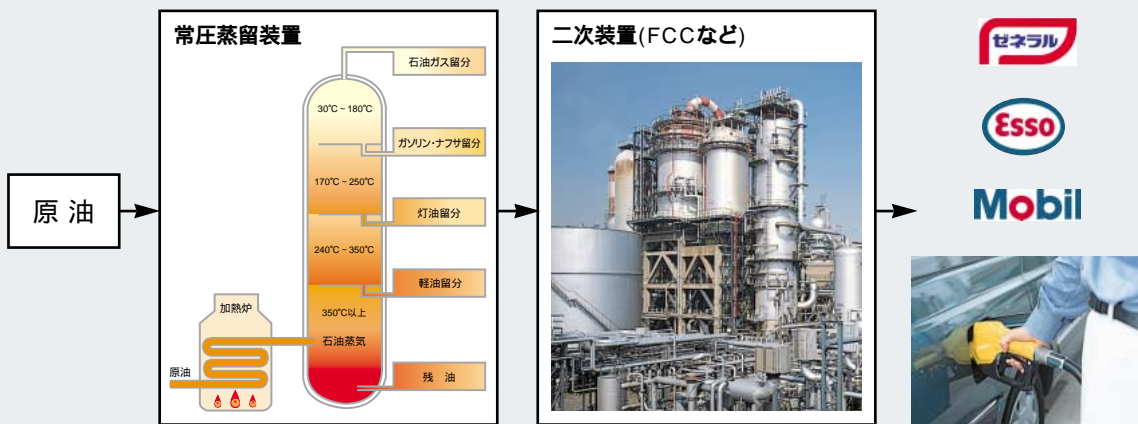 原 油
常圧蒸留装置
石油ガス留分
30℃~180℃
ガソリン・ナフサ留分
170℃~250℃
灯油留分
240℃~350℃
軽油留分
350℃以上
石油蒸気
残 油
加熱炉
原油
二次装置(FCCなど)
ゼネラル
Esso
Mobil